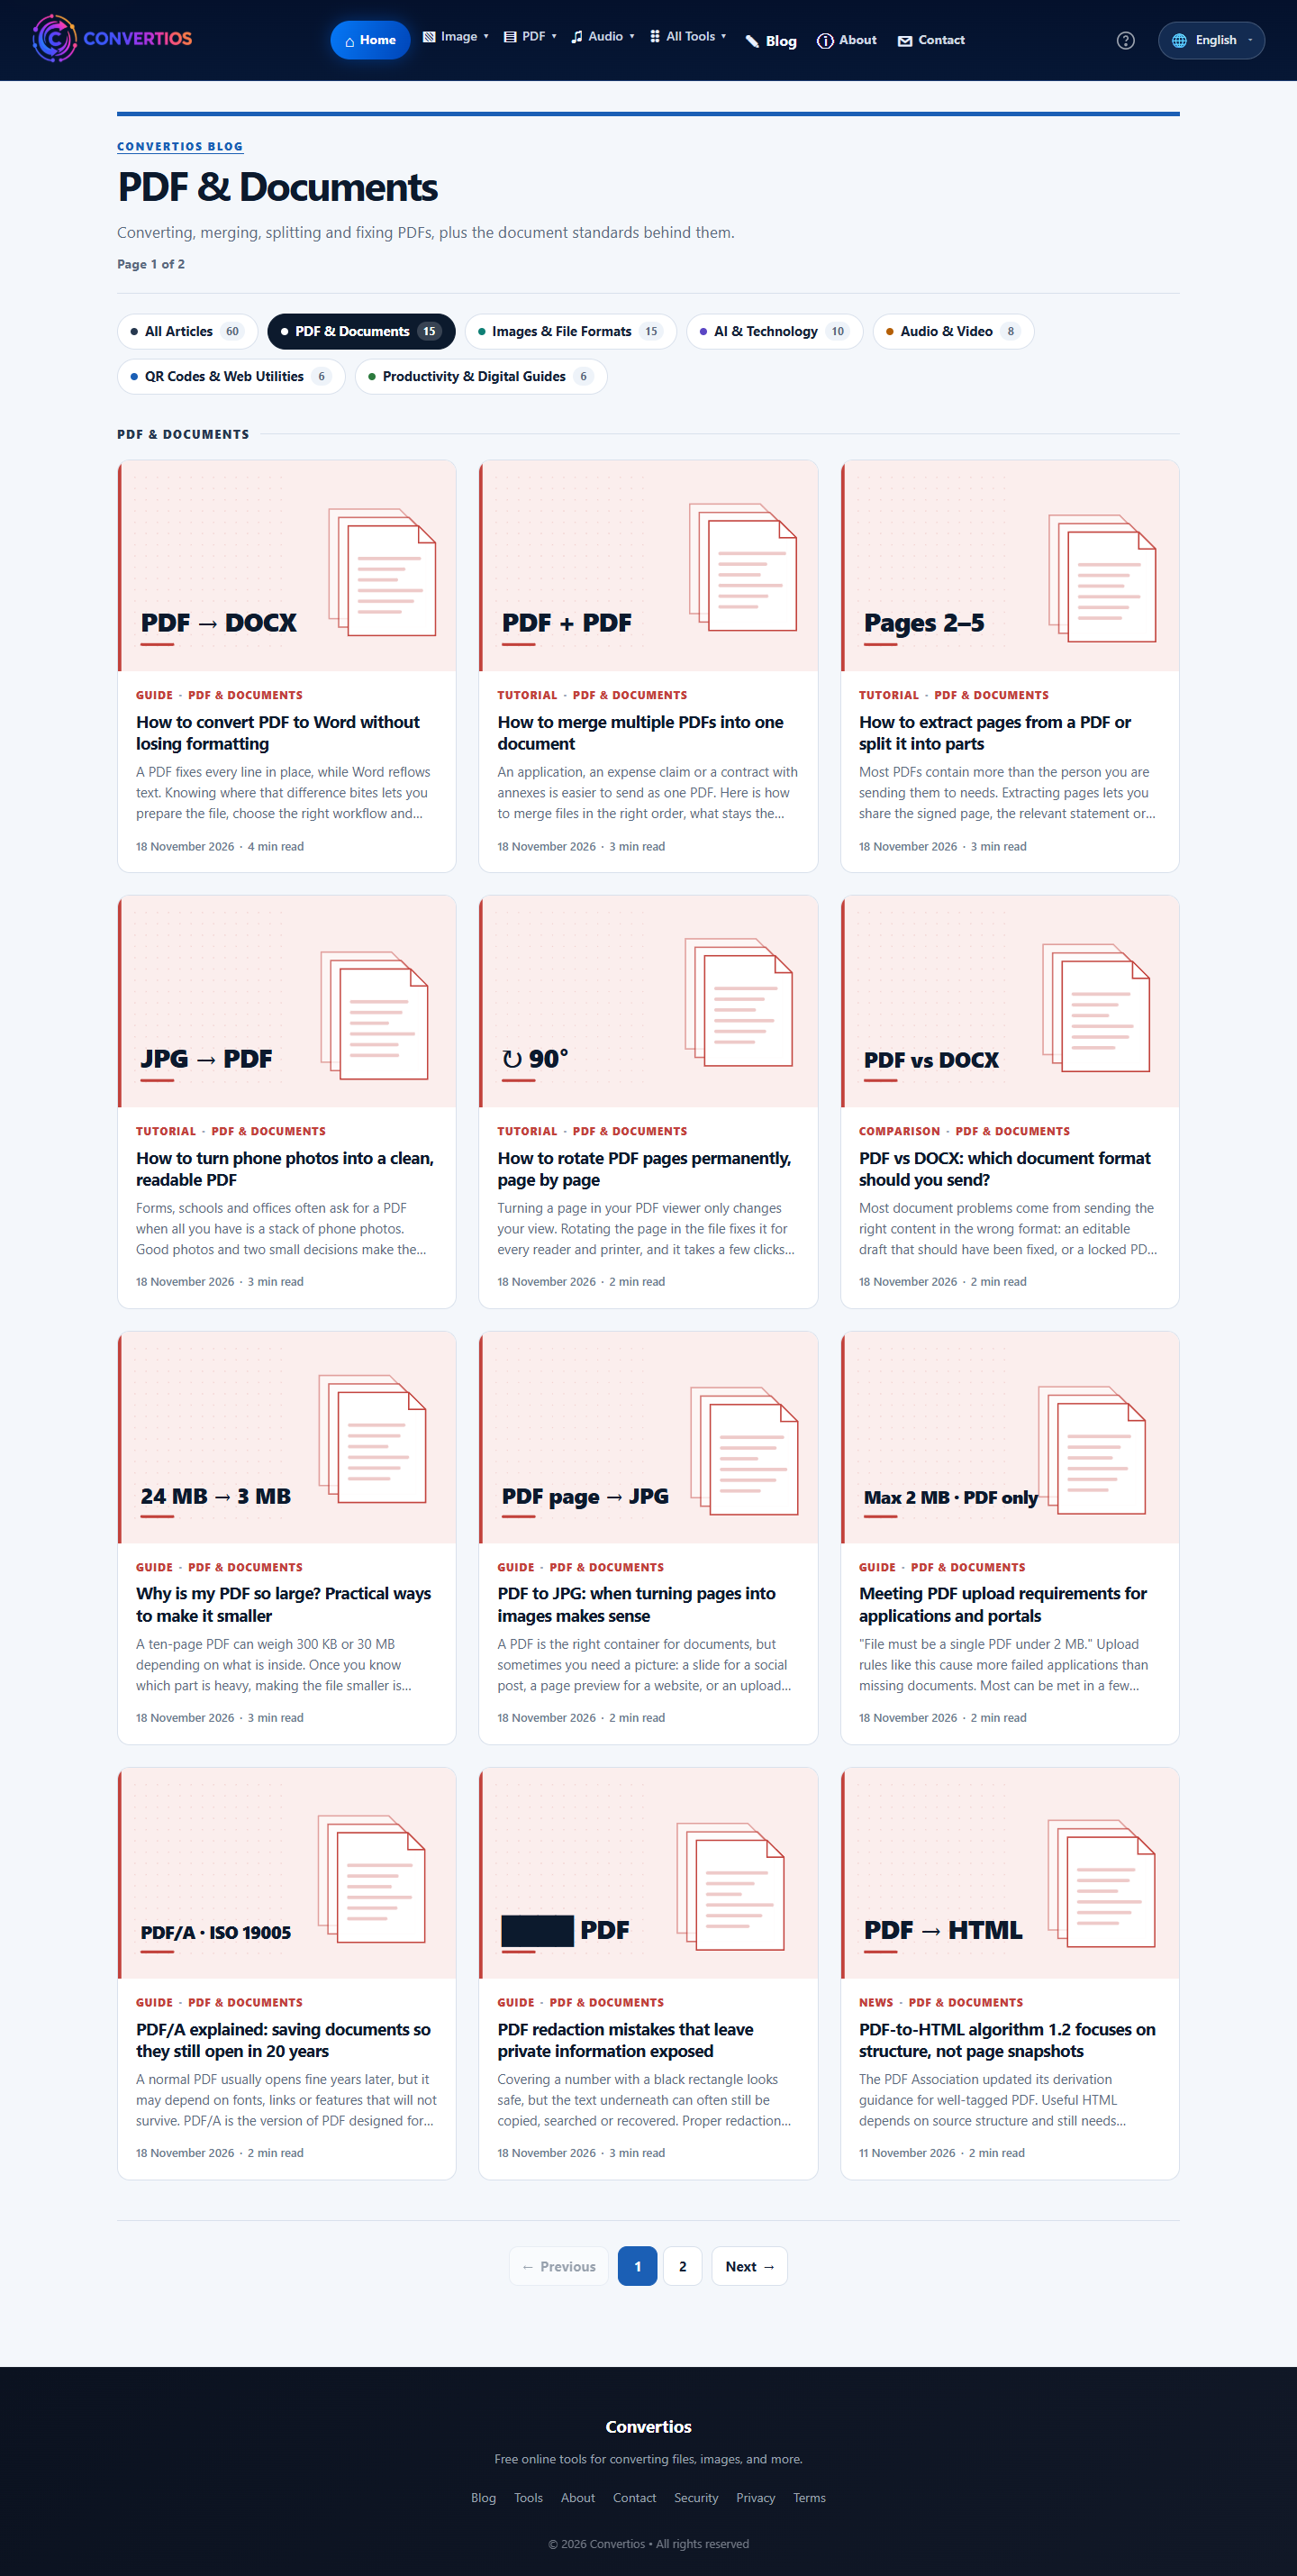 CONVERTIOS
Home
Image
PDF
Audio
All Tools
Blog
About
Contact
English
CONVERTIOS BLOG
PDF & Documents
Converting, merging, splitting and fixing PDFs, plus the document standards behind them.
Page 1 of 2
All Articles 60
PDF & Documents 15
Images & File Formats 15
AI & Technology 10
Audio & Video 8
QR Codes & Web Utilities 6
Productivity & Digital Guides 6
PDF & DOCUMENTS
PDF → DOCX
GUIDE · PDF & DOCUMENTS
How to convert PDF to Word without
losing formatting
A PDF fixes every line in place, while Word reflows
text. Knowing where that difference bites lets you
prepare the file, choose the right workflow and...
18 November 2026 · 4 min read
PDF + PDF
TUTORIAL · PDF & DOCUMENTS
How to merge multiple PDFs into one
document
An application, an expense claim or a contract with
annexes is easier to send as one PDF. Here is how
to merge files in the right order, what stays the...
18 November 2026 · 3 min read
Pages 2–5
TUTORIAL · PDF & DOCUMENTS
How to extract pages from a PDF or
split it into parts
Most PDFs contain more than the person you are
sending them to needs. Extracting pages lets you
share the signed page, the relevant statement or...
18 November 2026 · 3 min read
JPG → PDF
TUTORIAL · PDF & DOCUMENTS
How to turn phone photos into a clean,
readable PDF
Forms, schools and offices often ask for a PDF
when all you have is a stack of phone photos.
Good photos and two small decisions make the...
18 November 2026 · 3 min read
↻ 90°
TUTORIAL · PDF & DOCUMENTS
How to rotate PDF pages permanently,
page by page
Turning a page in your PDF viewer only changes
your view. Rotating the page in the file fixes it for
every reader and printer, and it takes a few clicks...
18 November 2026 · 2 min read
PDF vs DOCX
COMPARISON · PDF & DOCUMENTS
PDF vs DOCX: which document format
should you send?
Most document problems come from sending the
right content in the wrong format: an editable
draft that should have been fixed, or a locked PD...
18 November 2026 · 2 min read
24 MB → 3 MB
GUIDE · PDF & DOCUMENTS
Why is my PDF so large? Practical ways
to make it smaller
A ten-page PDF can weigh 300 KB or 30 MB
depending on what is inside. Once you know
which part is heavy, making the file smaller is...
18 November 2026 · 3 min read
PDF page → JPG
GUIDE · PDF & DOCUMENTS
PDF to JPG: when turning pages into
images makes sense
A PDF is the right container for documents, but
sometimes you need a picture: a slide for a social
post, a page preview for a website, or an upload...
18 November 2026 · 2 min read
Max 2 MB · PDF only
GUIDE · PDF & DOCUMENTS
Meeting PDF upload requirements for
applications and portals
"File must be a single PDF under 2 MB." Upload
rules like this cause more failed applications than
missing documents. Most can be met in a few...
18 November 2026 · 2 min read
PDF/A · ISO 19005
GUIDE · PDF & DOCUMENTS
PDF/A explained: saving documents so
they still open in 20 years
A normal PDF usually opens fine years later, but it
may depend on fonts, links or features that will not
survive. PDF/A is the version of PDF designed for...
18 November 2026 · 2 min read
PDF
GUIDE · PDF & DOCUMENTS
PDF redaction mistakes that leave
private information exposed
Covering a number with a black rectangle looks
safe, but the text underneath can often still be
copied, searched or recovered. Proper redaction...
18 November 2026 · 3 min read
PDF → HTML
NEWS · PDF & DOCUMENTS
PDF-to-HTML algorithm 1.2 focuses on
structure, not page snapshots
The PDF Association updated its derivation
guidance for well-tagged PDF. Useful HTML
depends on source structure and still needs...
11 November 2026 · 2 min read
← Previous
1
2
Next →
Convertios
Free online tools for converting files, images, and more.
Blog
Tools
About
Contact
Security
Privacy
Terms
© 2026 Convertios • All rights reserved